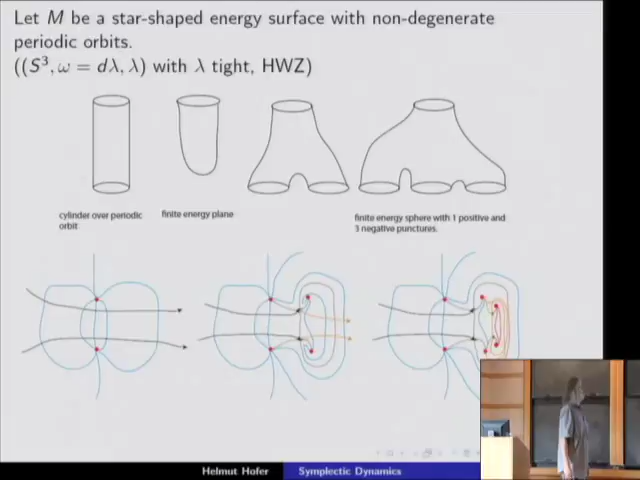 Let M be a star-shaped energy surface with non-degenerate
periodic orbits.
((S³, ω = dλ, λ) with λ tight, HWZ)
cylinder over periodic
orbit
finite energy plane
finite energy sphere with 1 positive and
3 negative punctures.
Helmut Hofer
Symplectic Dynamics